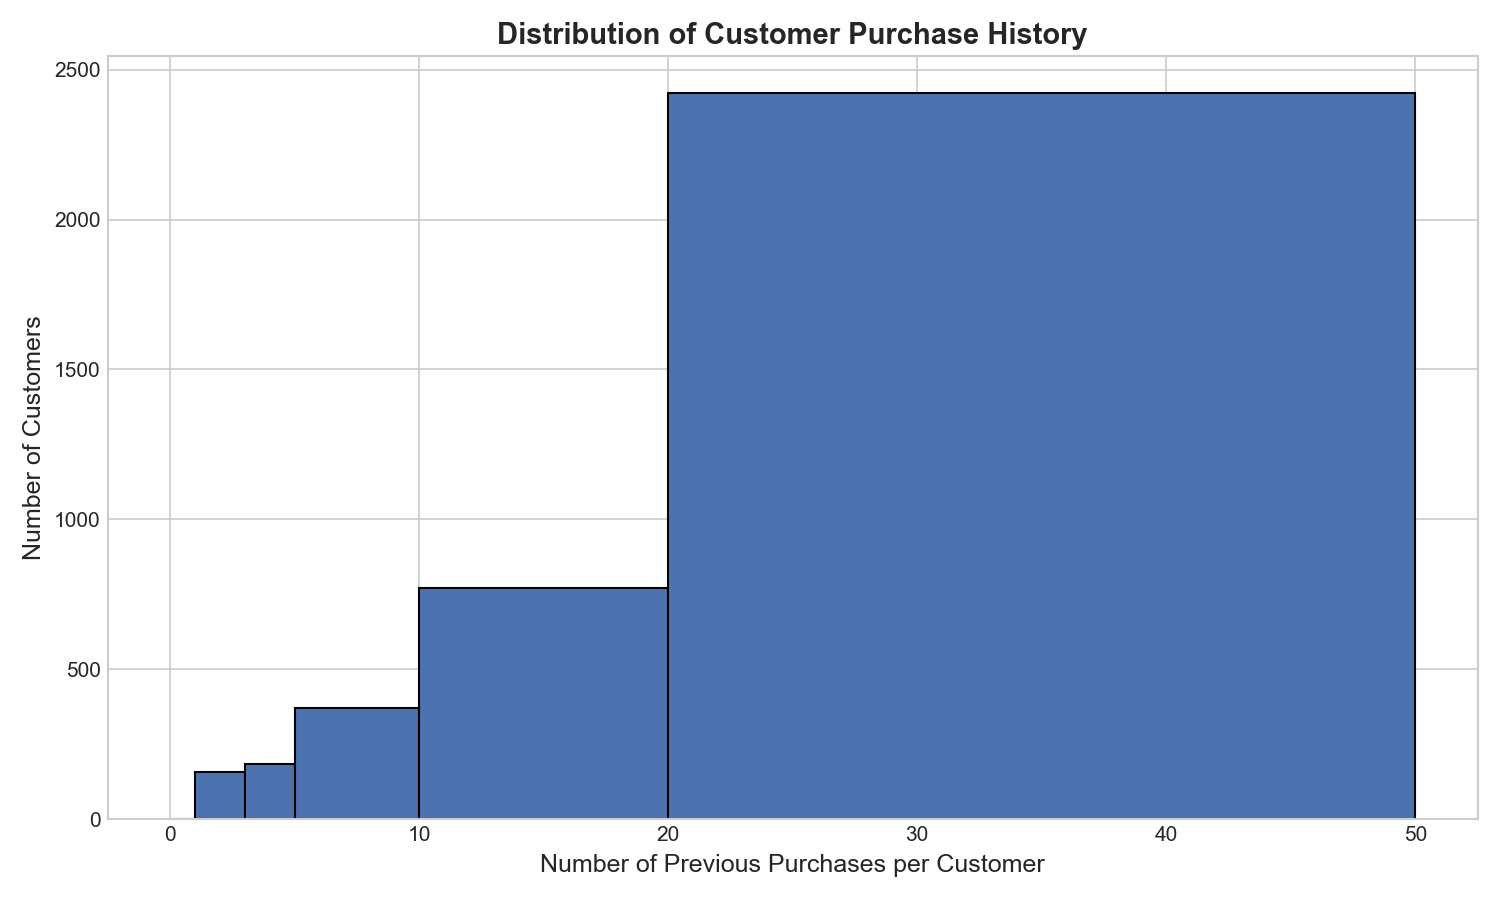 Distribution of Customer Purchase History
2500
2000
1500
1000
500
0
Number of Customers
0 10 20 30 40 50
Number of Previous Purchases per Customer